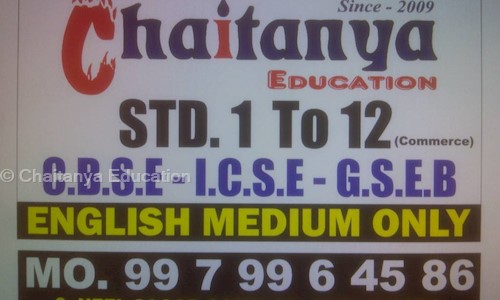 Since - 2009
Chaitanya
EDUCATION
STD. 1 To 12 (Commerce)
C.B.S.E - I.C.S.E - G.S.E.B
© Chaitanya Education
ENGLISH MEDIUM ONLY
MO. 99 7 99 6 45 86